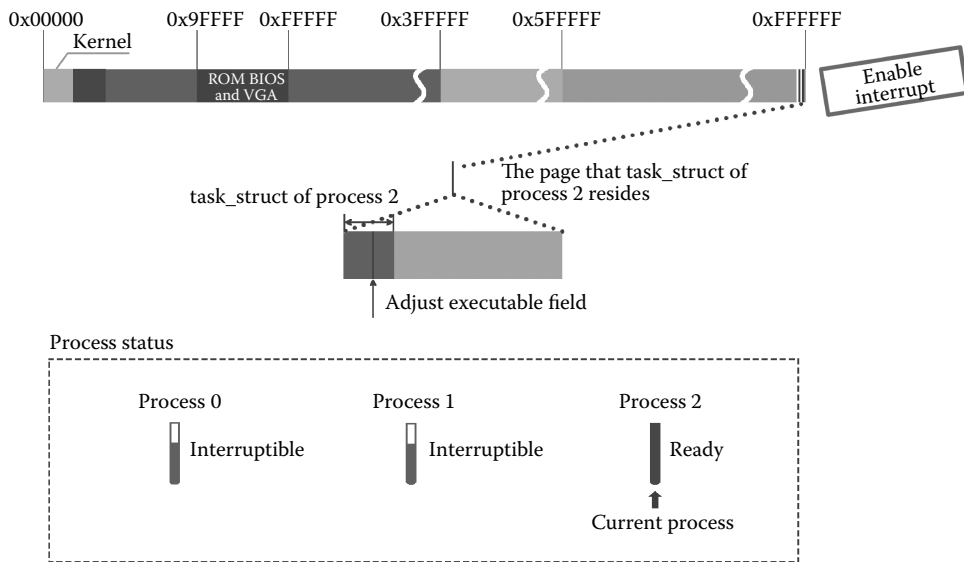 0x00000 0x9FFFF 0xFFFFF 0x3FFFFF 0x5FFFFF 0xFFFFFF
Kernel
ROM BIOS
and VGA
Enable
interrupt
The page that task_struct of
process 2 resides
task_struct of process 2
Adjust executable field
Process status
Process 0 Process 1 Process 2
Interruptible Interruptible Ready
Current process